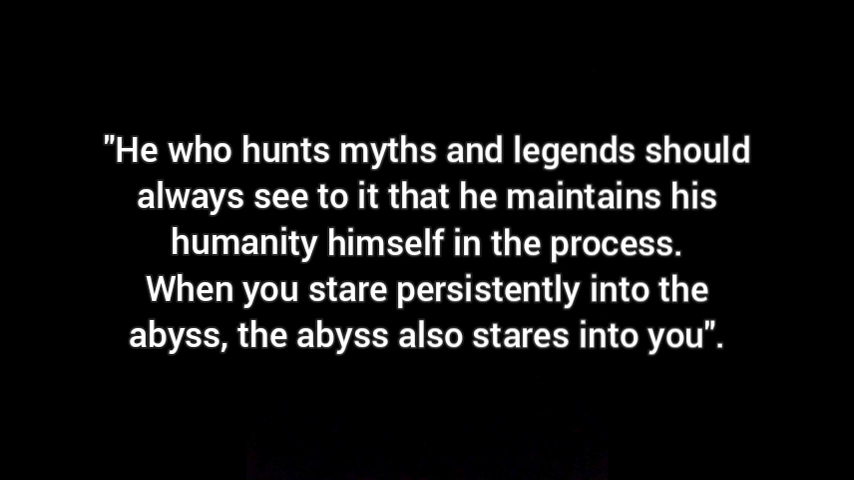 "He who hunts myths and legends should
always see to it that he maintains his
humanity himself in the process.
When you stare persistently into the
abyss, the abyss also stares into you".